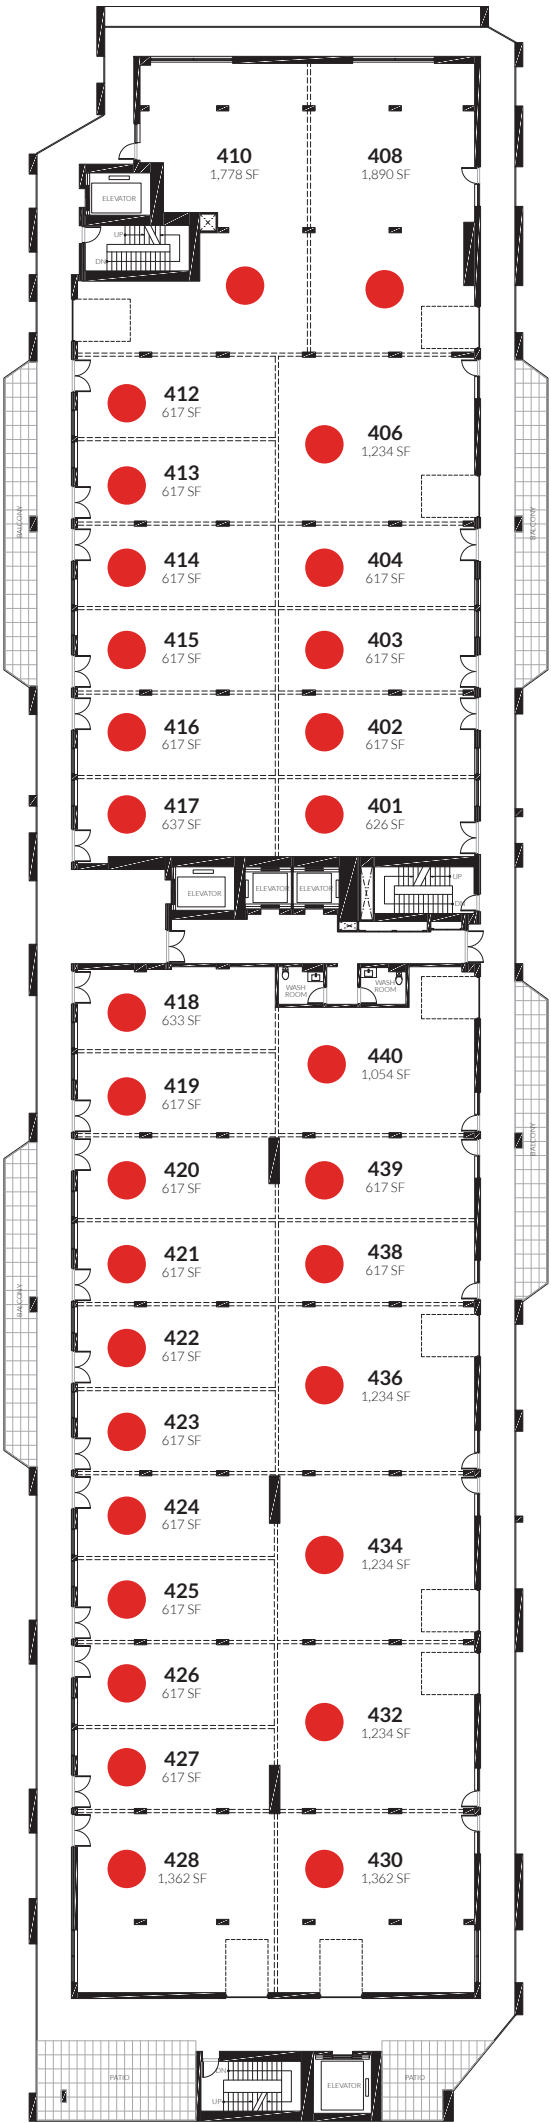 410
1,778 SF
408
1,890 SF
ELEVATOR
UP
DN
412
617 SF
406
1,234 SF
413
617 SF
BALCONY
BALCONY
414
617 SF
404
617 SF
415
617 SF
403
617 SF
416
617 SF
402
617 SF
417
637 SF
401
626 SF
ELEVATOR
ELEVATOR
ELEVATOR
UP
DN
WASH
ROOM
WASH
ROOM
418
633 SF
440
1,054 SF
419
617 SF
BALCONY
420
617 SF
439
617 SF
421
617 SF
438
617 SF
BALCONY
422
617 SF
436
1,234 SF
423
617 SF
424
617 SF
434
1,234 SF
425
617 SF
426
617 SF
432
1,234 SF
427
617 SF
428
1,362 SF
430
1,362 SF
PATIO
DN
UP
ELEVATOR
PATIO